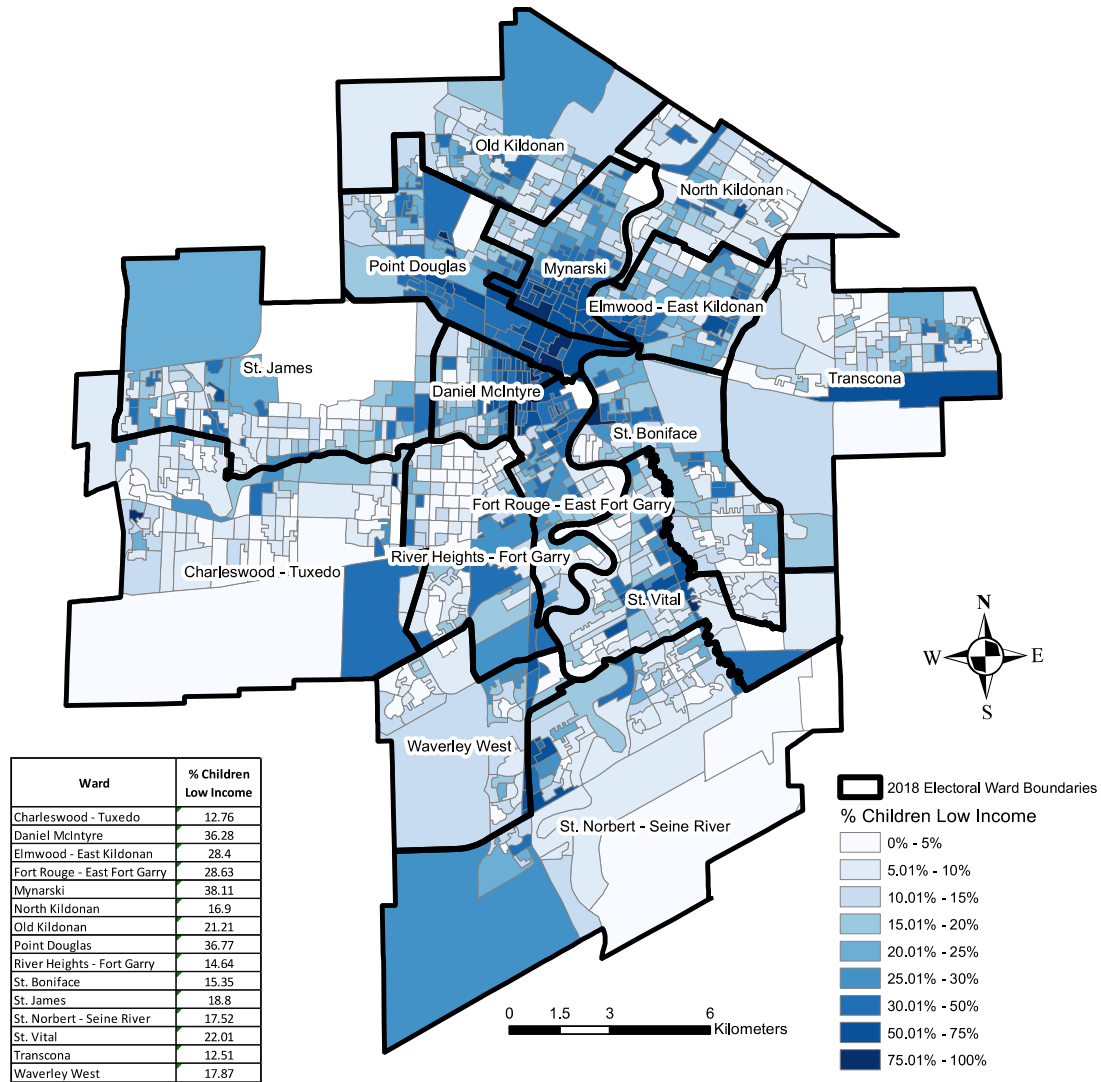 Old Kildonan
North Kildonan
Point Douglas
Mynarski
Elmwood - East Kildonan
St. James
Daniel McIntyre
Transcona
St. Boniface
Fort Rouge - East Fort Garry
River Heights - Fort Garry
Charleswood - Tuxedo
St. Vital
N
W
E
S
Waverley West
St. Norbert - Seine River
Ward % Children Low Income
Charleswood - Tuxedo 12.76
Daniel McIntyre 36.28
Elmwood - East Kildonan 28.4
Fort Rouge - East Fort Garry 28.63
Mynarski 38.11
North Kildonan 16.9
Old Kildonan 21.21
Point Douglas 36.77
River Heights - Fort Garry 14.64
St. Boniface 15.35
St. James 18.8
St. Norbert - Seine River 17.52
St. Vital 22.01
Transcona 12.51
Waverley West 17.87
0 1.5 3 6
Kilometers
2018 Electoral Ward Boundaries
% Children Low Income
0% - 5%
5.01% - 10%
10.01% - 15%
15.01% - 20%
20.01% - 25%
25.01% - 30%
30.01% - 50%
50.01% - 75%
75.01% - 100%